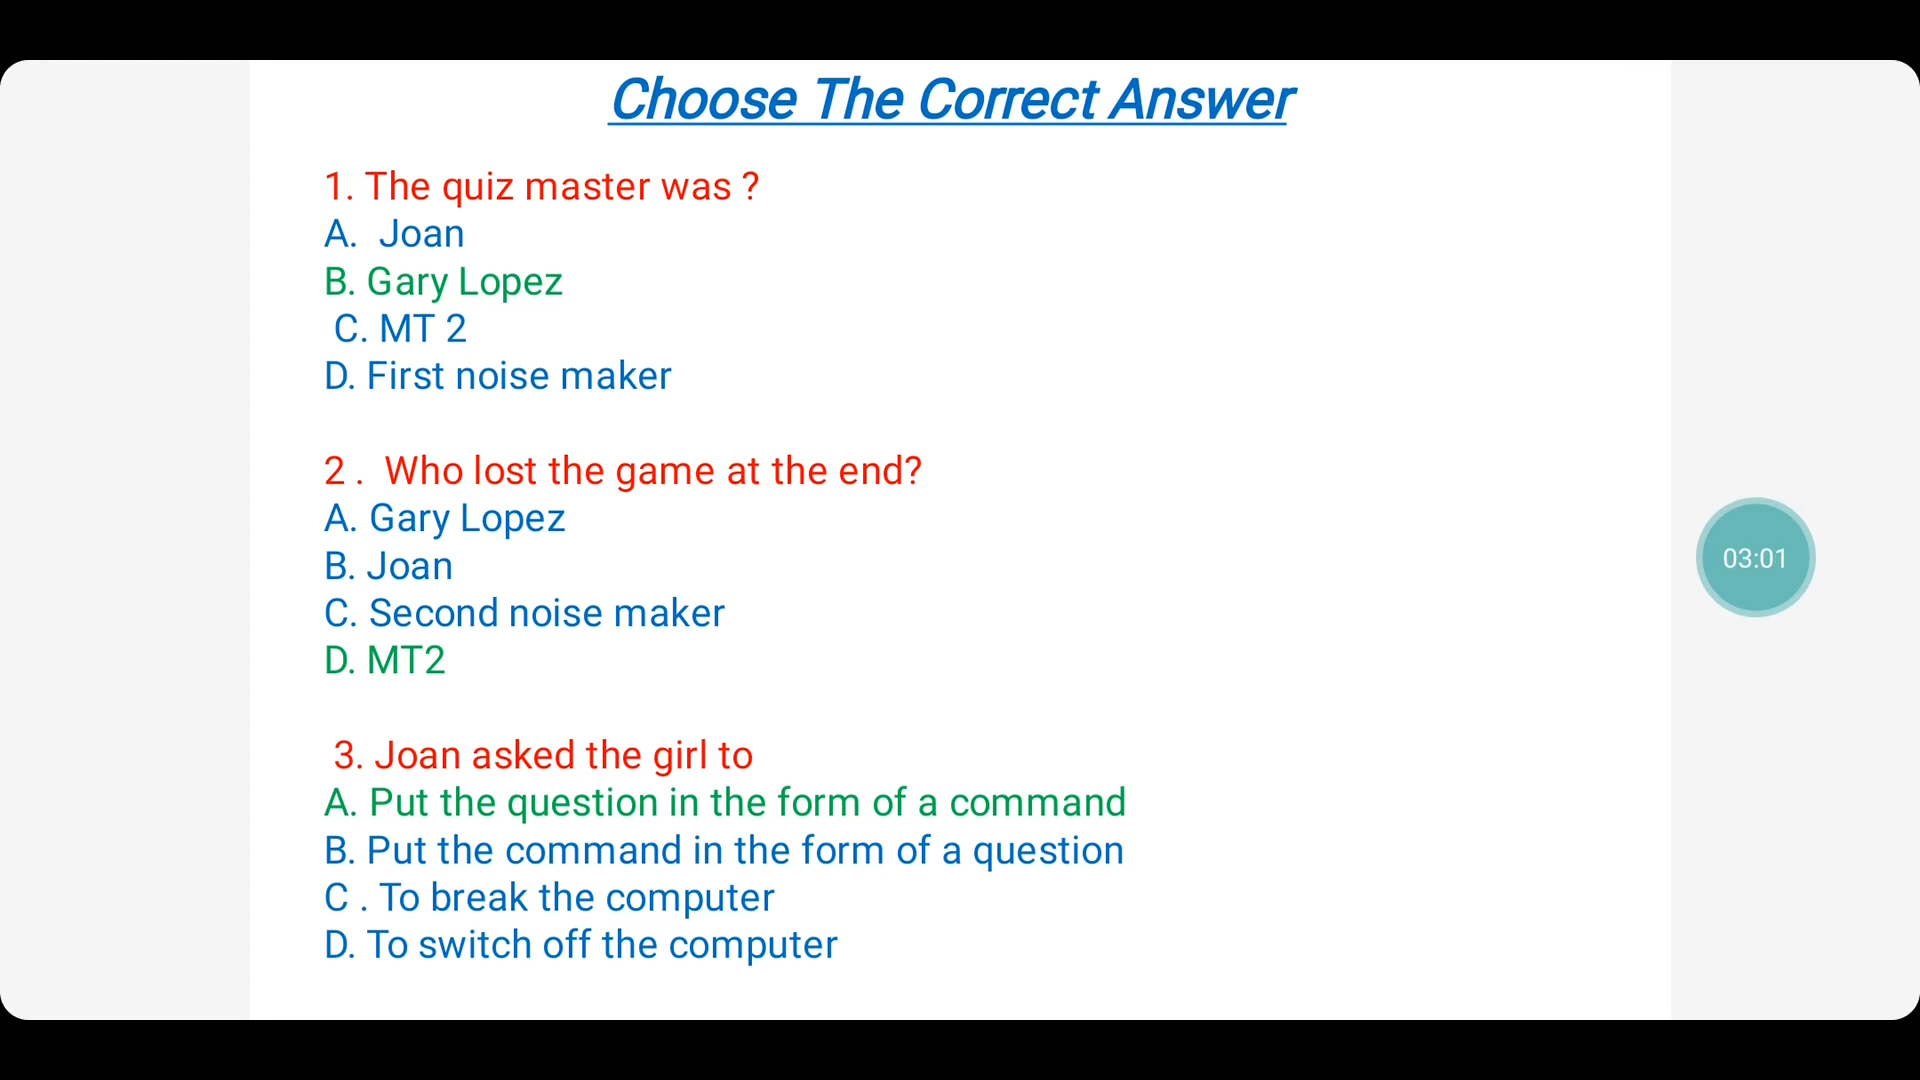 Choose The Correct Answer
1. The quiz master was ?
A. Joan
B. Gary Lopez
C. MT 2
D. First noise maker
2 . Who lost the game at the end?
A. Gary Lopez
B. Joan
C. Second noise maker
D. MT2
3. Joan asked the girl to
A. Put the question in the form of a command
B. Put the command in the form of a question
C . To break the computer
D. To switch off the computer
03:01